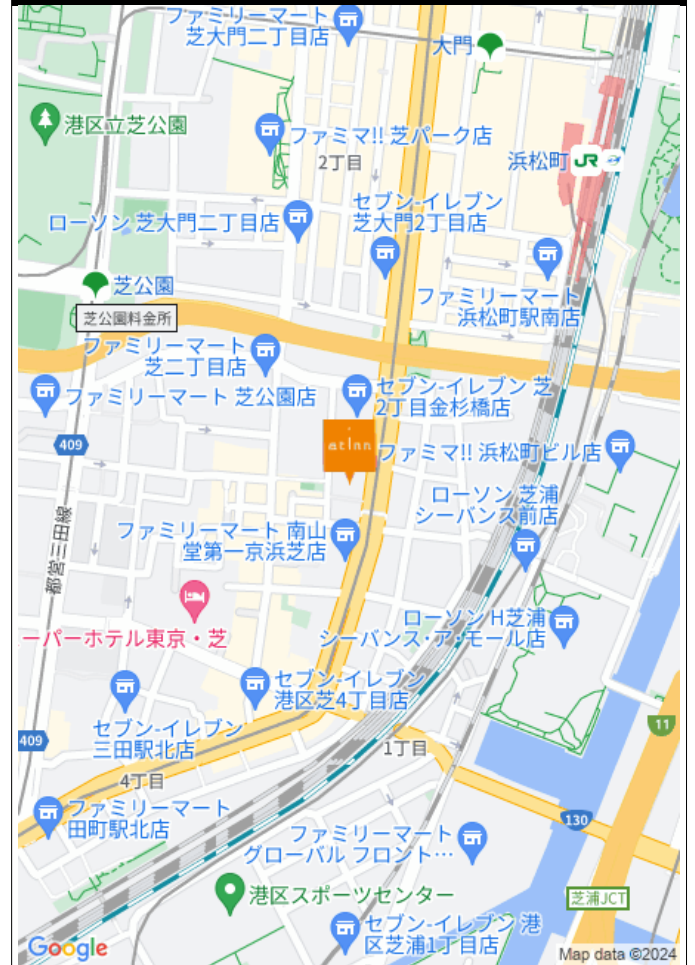 ファミリーマート
芝大門二丁目店
大門
港区立芝公園
ファミマ!! 芝パーク店
2丁目
浜松町
JR
ローソン 芝大門二丁目店
セブン-イレブン
芝大門2丁目店
芝公園
芝公園料金所
ファミリーマート
浜松町駅南店
ファミリーマート
芝二丁目店
ファミリーマート 芝公園店
セブン-イレブン 芝
2丁目金杉橋店
at inn
409
ファミマ!! 浜松町ビル店
ローソン 芝浦
シーバンス前店
ファミリーマート 南山
堂第一京浜芝店
都営三田線
ーパーホテル東京・芝
ローソン H芝浦
シーバンス・ア・モール店
セブン-イレブン
港区芝4丁目店
セブン-イレブン
三田駅北店
11
409
1丁目
4丁目
ファミリーマート
田町駅北店
130
ファミリーマート
グローバル フロント…
港区スポーツセンター
芝浦JCT
セブン-イレブン 港
区芝浦1丁目店
Google
Map data ©2024